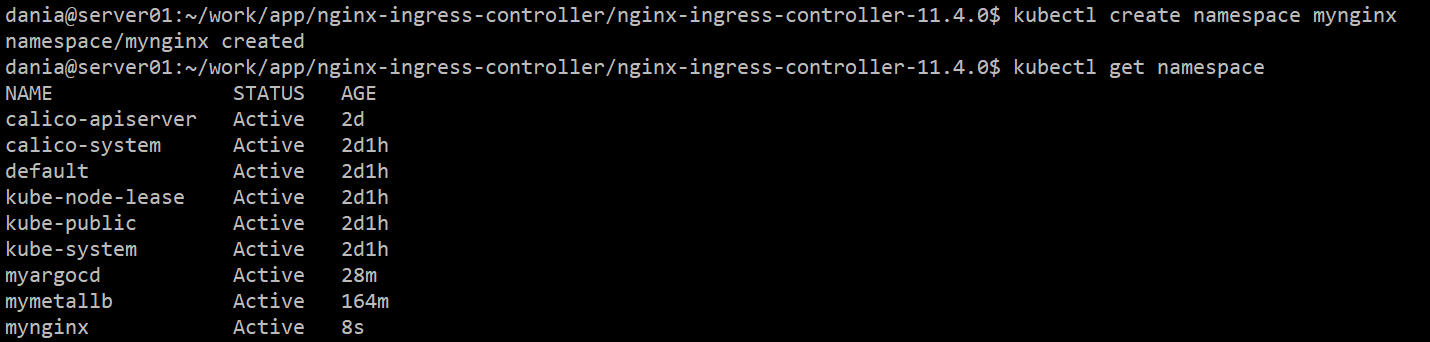 dania@server01:~/work/app/nginx-ingress-controller/nginx-ingress-controller-11.4.0$ kubectl create namespace mynginx
namespace/mynginx created
dania@server01:~/work/app/nginx-ingress-controller/nginx-ingress-controller-11.4.0$ kubectl get namespace
NAME               STATUS   AGE
calico-apiserver   Active   2d
calico-system      Active   2d1h
default            Active   2d1h
kube-node-lease    Active   2d1h
kube-public        Active   2d1h
kube-system        Active   2d1h
myargocd           Active   28m
mymetallb          Active   164m
mynginx            Active   8s